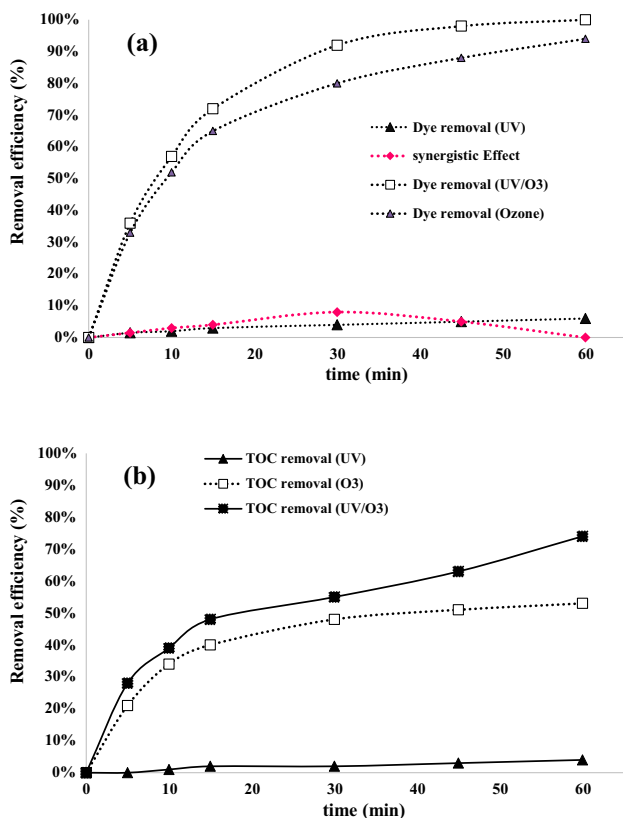 (a)
Removal efficiency (%)
100%
90%
80%
70%
60%
50%
40%
30%
20%
10%
0%
Dye removal (UV)
synergistic Effect
Dye removal (UV/O3)
Dye removal (Ozone)
0 10 20 30 40 50 60
time (min)
(b)
Removal efficiency (%)
100%
90%
80%
70%
60%
50%
40%
30%
20%
10%
0%
TOC removal (UV)
TOC removal (O3)
TOC removal (UV/O3)
0 10 20 30 40 50 60
time (min)